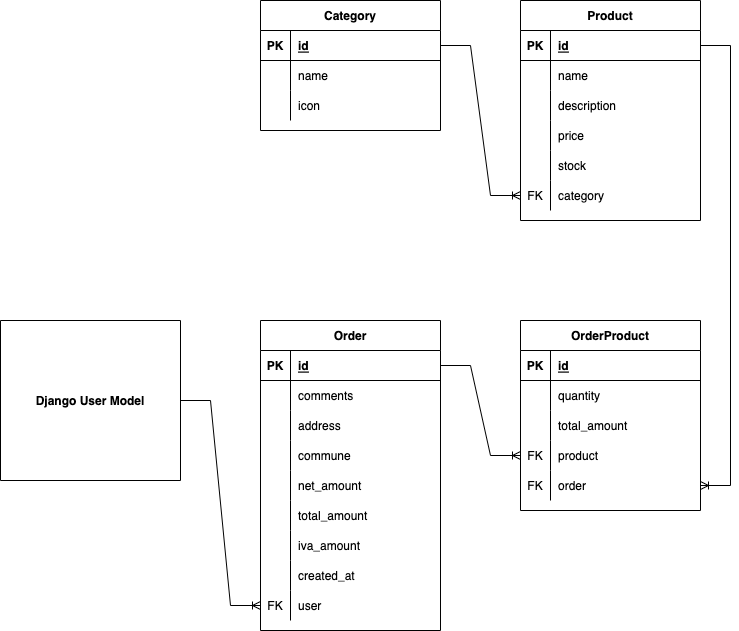 Category
PK id
name
icon
Product
PK id
name
description
price
stock
FK category
Django User Model
Order
PK id
comments
address
commune
net_amount
total_amount
iva_amount
created_at
FK user
OrderProduct
PK id
quantity
total_amount
FK product
FK order